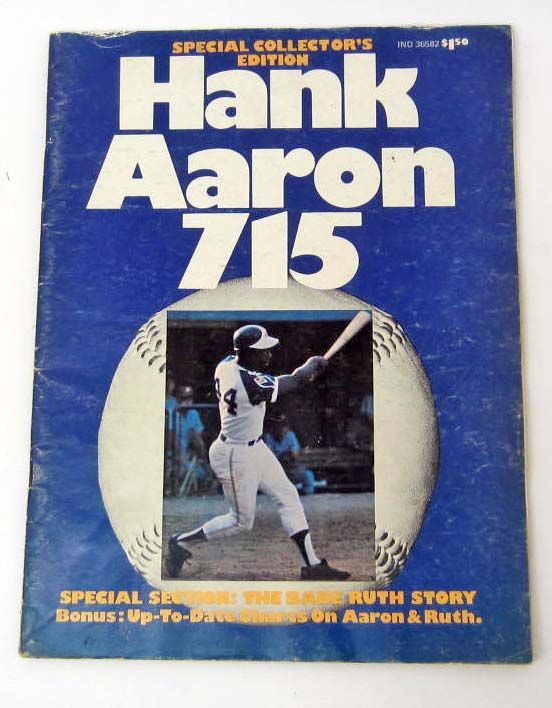 SPECIAL COLLECTOR'S
EDITION
IND 36582 $1.50
Hank
Aaron
715
44
SPECIAL SECTION: THE BABE RUTH STORY
Bonus: Up-To-Date Charts On Aaron & Ruth.